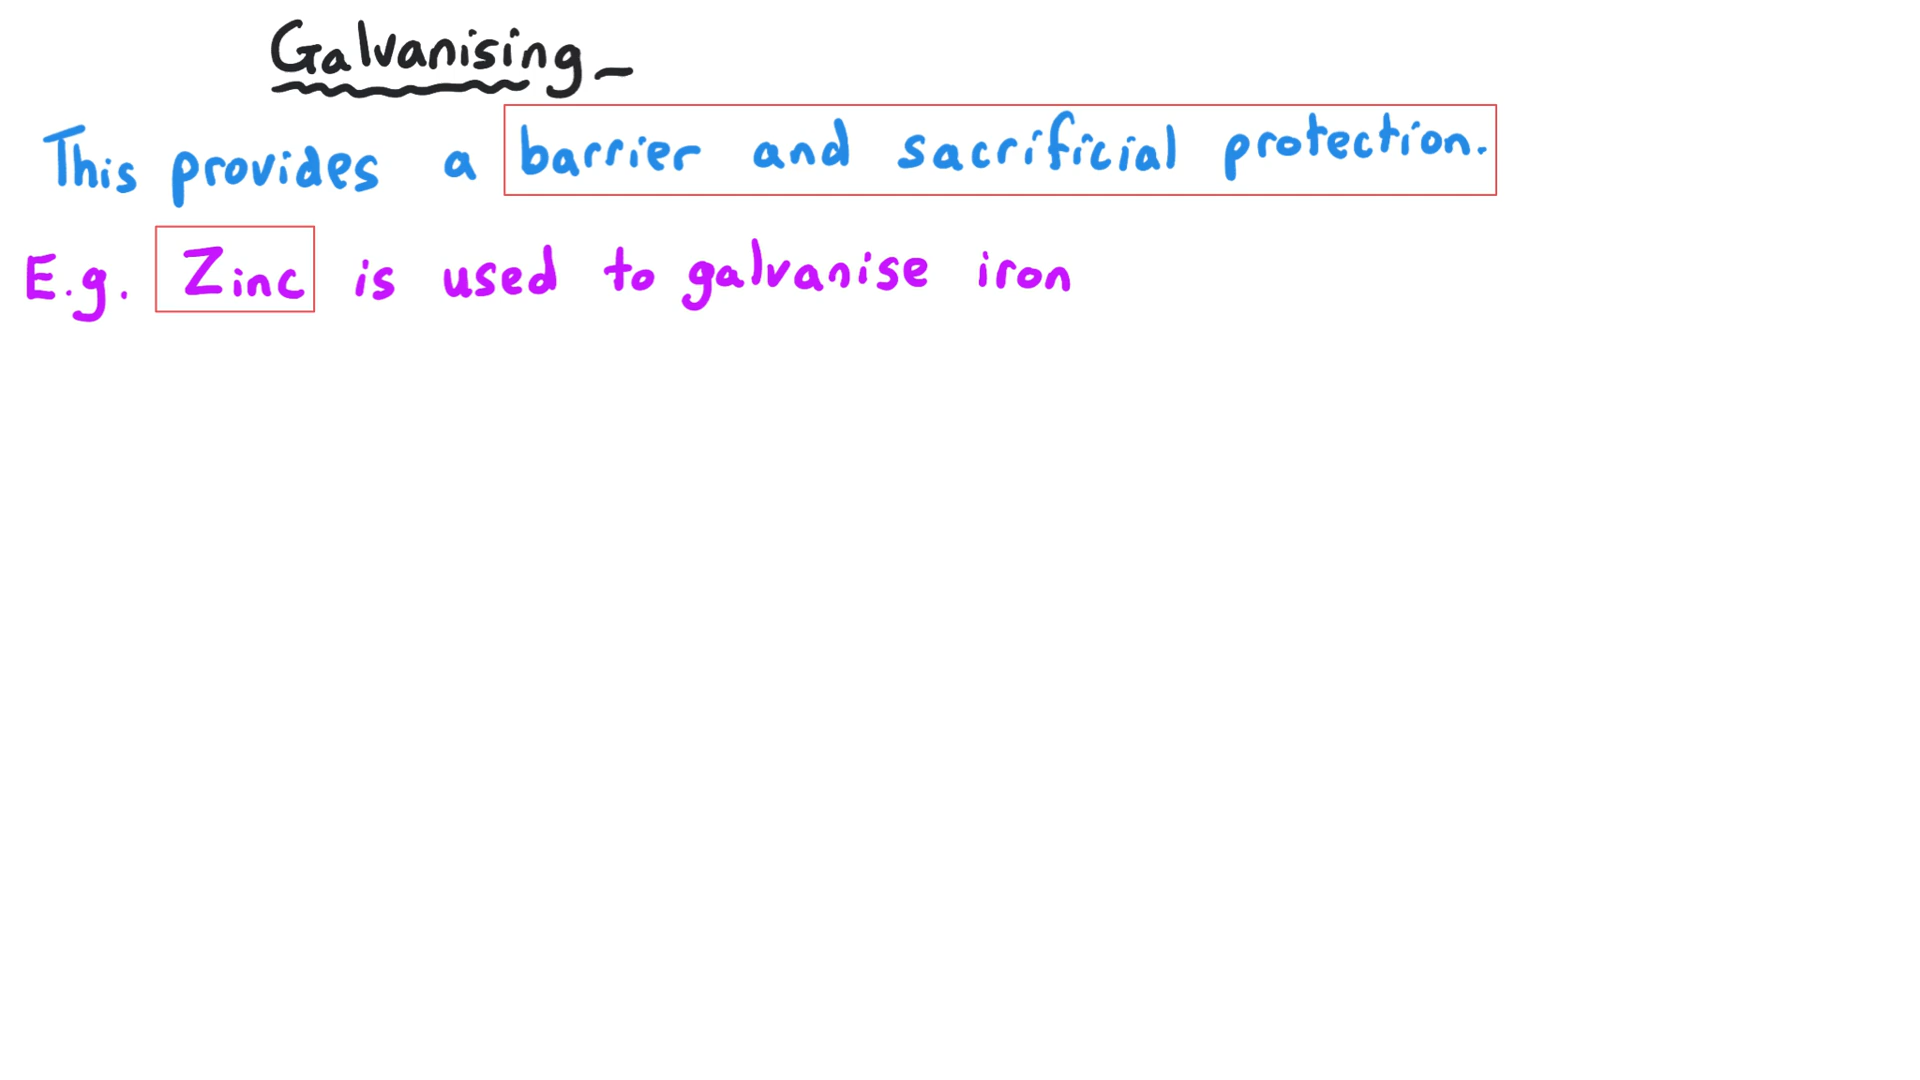 Galvanising -
This provides a barrier and sacrificial protection.
E.g. Zinc is used to galvanise iron